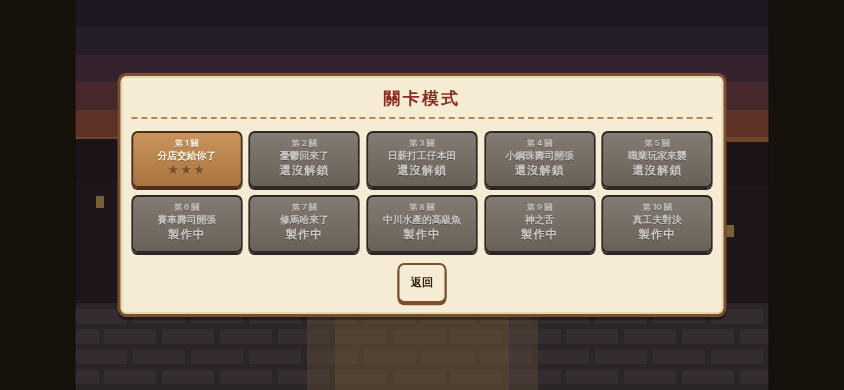 關卡模式
第1關
分店交給你了
★★★
第2關
憂鬱回來了
還沒解鎖
第3關
日薪打工仔本田
還沒解鎖
第4關
小鋼珠壽司開張
還沒解鎖
第5關
職業玩家來襲
還沒解鎖
第6關
賽車壽司開張
製作中
第7關
修馬哈來了
製作中
第8關
中川水產的高級魚
製作中
第9關
神之舌
製作中
第10關
真工夫對決
製作中
返回